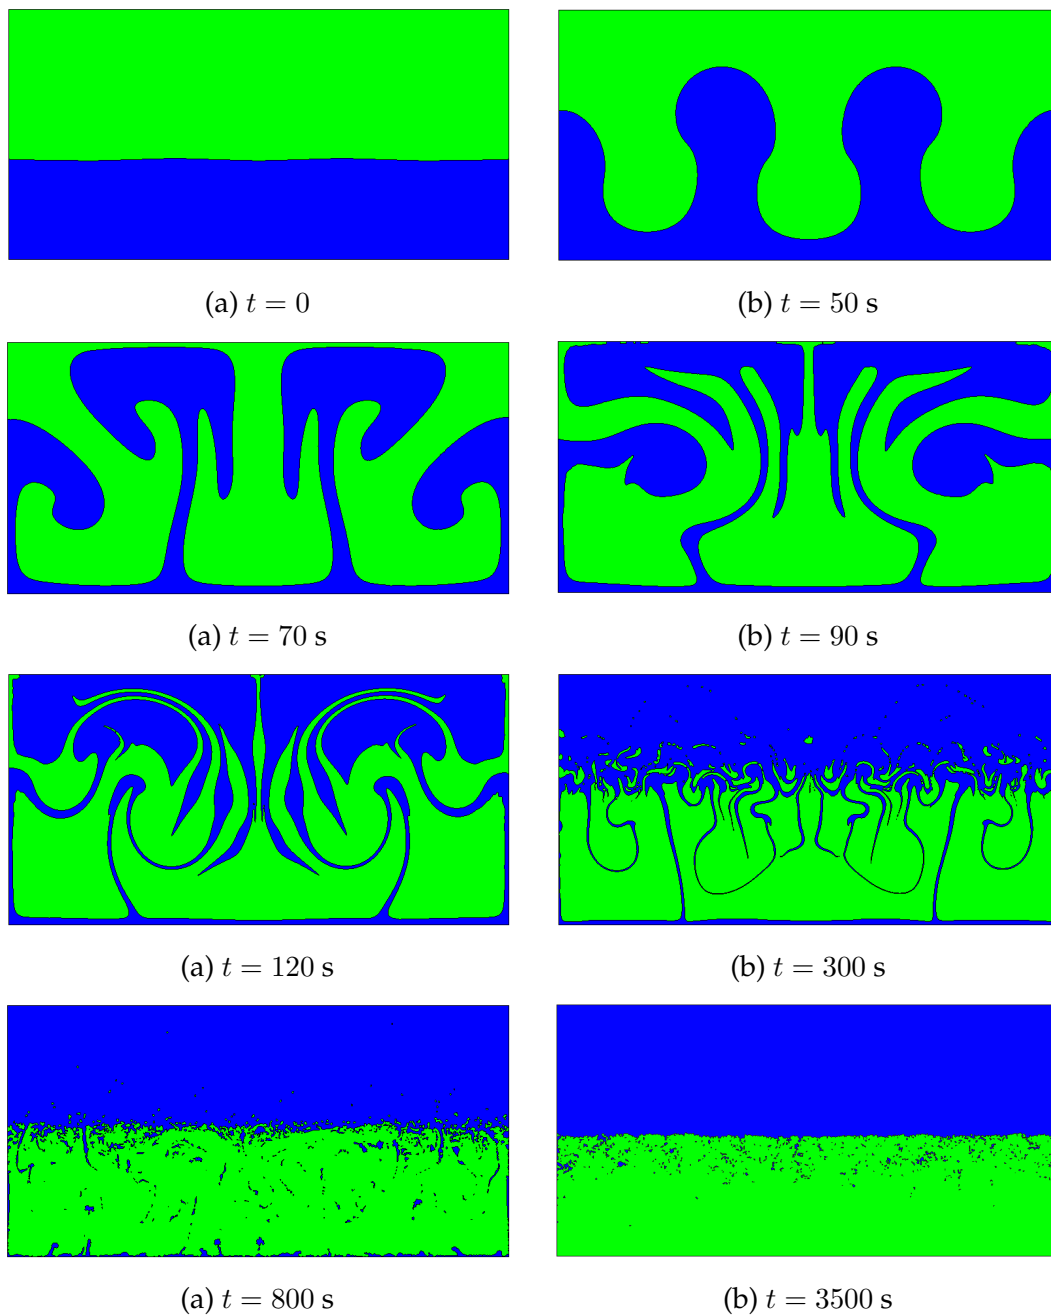 (a) t = 0
(b) t = 50 s
(a) t = 70 s
(b) t = 90 s
(a) t = 120 s
(b) t = 300 s
(a) t = 800 s
(b) t = 3500 s